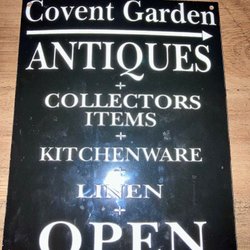 Covent Garden
ANTIQUES
+
COLLECTORS
ITEMS
+
KITCHENWARE
+
LINEN
+
OPEN